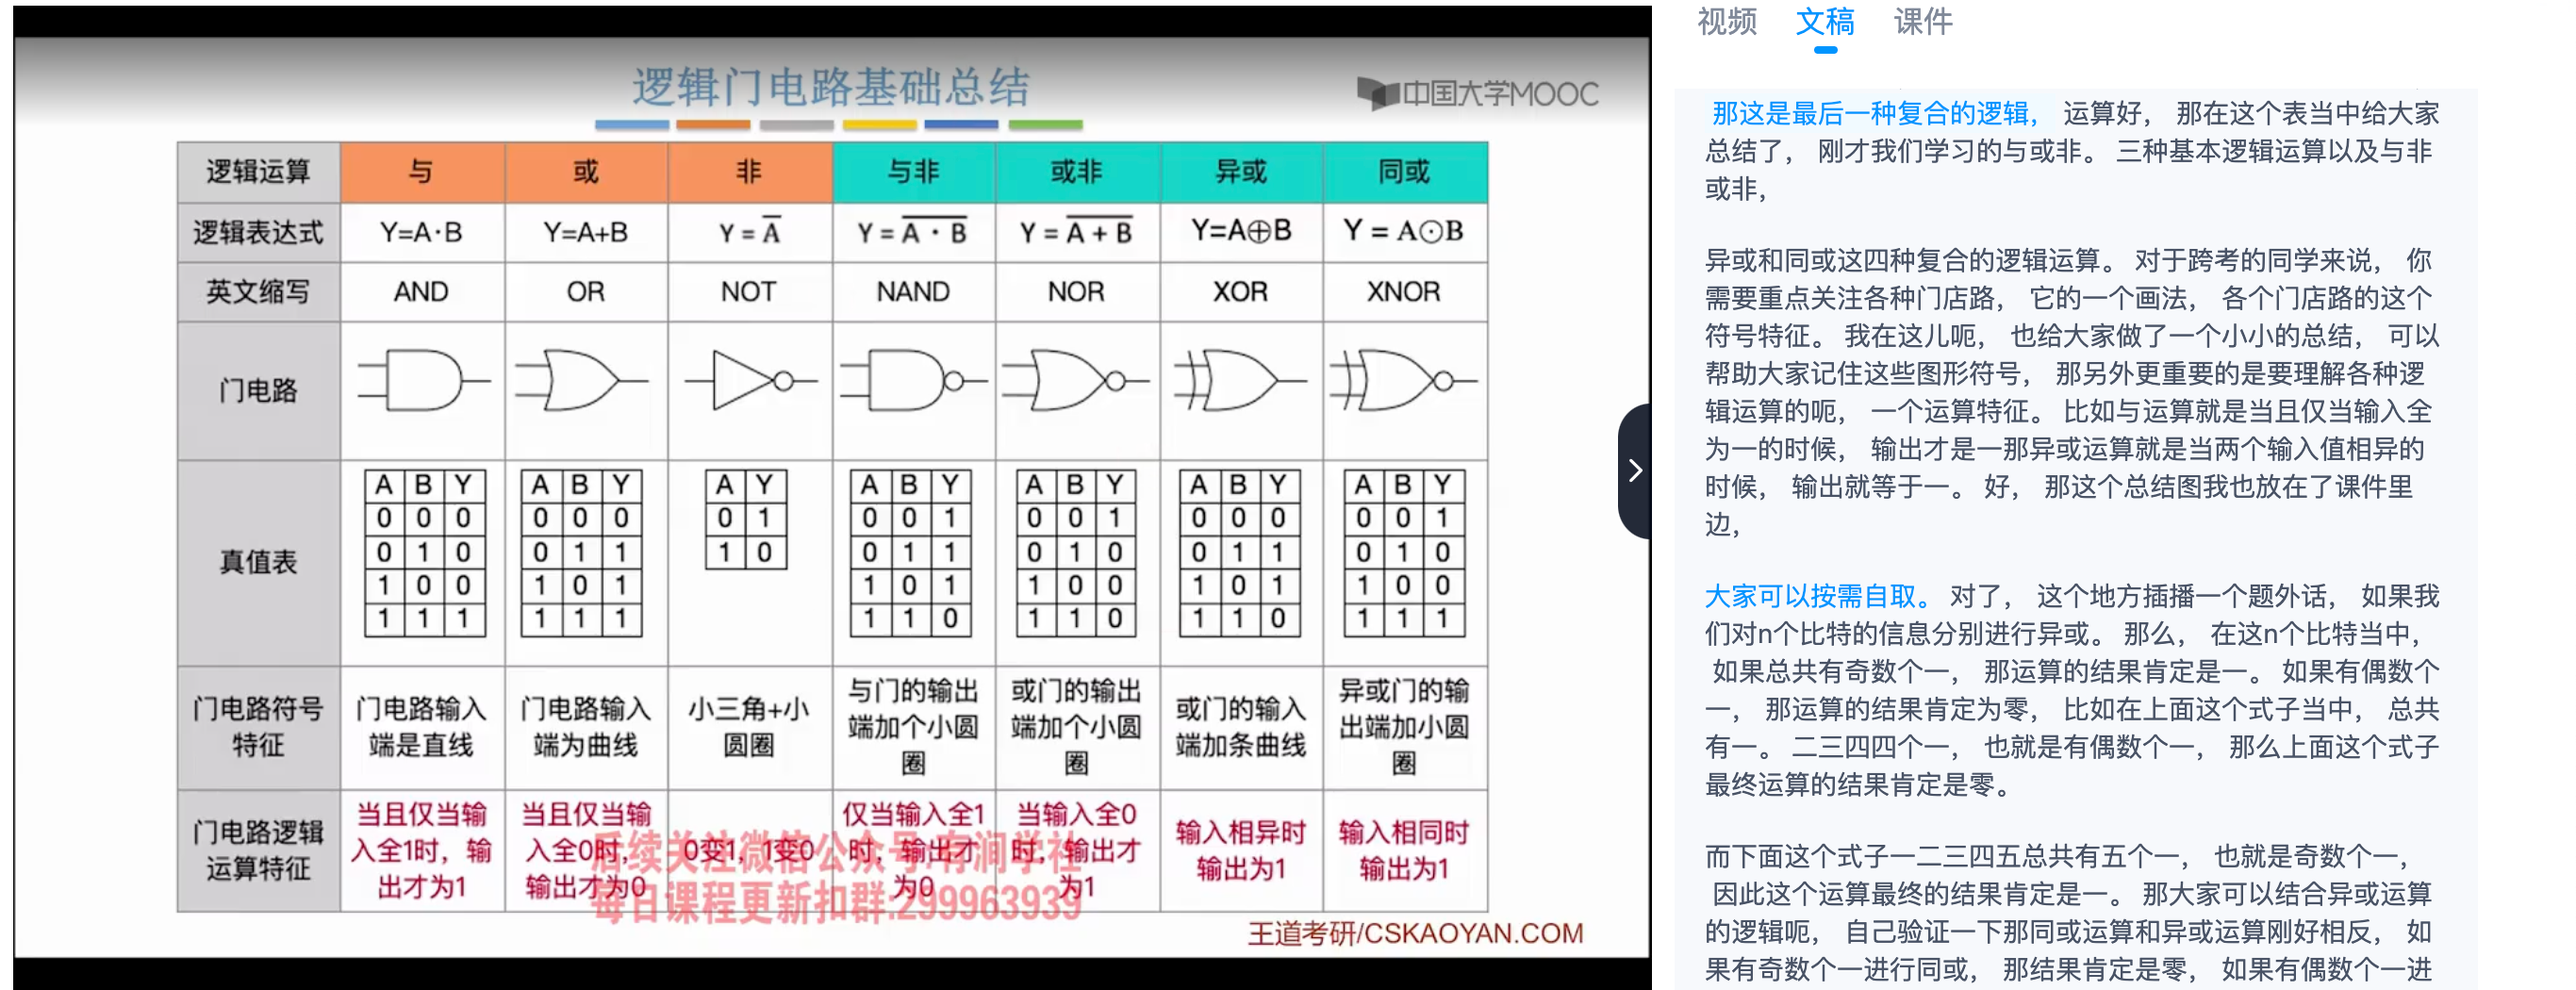 逻辑门电路基础总结
中国大学MOOC
逻辑运算 与 或 非 与非 或非 异或 同或
逻辑表达式 Y=A·B Y=A+B Y = A̅ Y = A̅ ̅·̅ ̅B̅ Y = A̅ ̅+̅ ̅B̅ Y=A⊕B Y = A⊙B
英文缩写 AND OR NOT NAND NOR XOR XNOR
门电路
真值表
A B Y A B Y A Y A B Y A B Y A B Y A B Y
0 0 0 0 0 0 0 1 0 0 1 0 0 1 0 0 0 0 0 1
0 1 0 0 1 1 1 0 0 1 1 0 1 0 0 1 1 0 1 0
1 0 0 1 0 1 1 0 1 1 0 0 1 0 1 1 0 0
1 1 1 1 1 1 1 1 0 1 1 0 1 1 0 1 1 1
门电路符号
特征
门电路输入
端是直线
门电路输入
端为曲线
小三角+小
圆圈
与门的输出
端加个小圆
圈
或门的输出
端加个小圆
圈
或门的输入
端加条曲线
异或门的输
出端加小圆
圈
门电路逻辑
运算特征
当且仅当输
入全1时，输
出才为1
当且仅当输
入全0时，
输出才为0
0变1，1变0
仅当输入全1
时，输出才
为0
当输入全0
时，输出才
为1
输入相异时
输出为1
输入相同时
输出为1
后续关注微信公众号:有润学社
每日课程更新扣群:299963939
王道考研/CSKAOYAN.COM
视频 文稿 课件
那这是最后一种复合的逻辑， 运算好， 那在这个表当中给大家
总结了， 刚才我们学习的与或非。 三种基本逻辑运算以及与非
或非，
异或和同或这四种复合的逻辑运算。 对于跨考的同学来说， 你
需要重点关注各种门店路， 它的一个画法， 各个门店路的这个
符号特征。 我在这儿呃， 也给大家做了一个小小的总结， 可以
帮助大家记住这些图形符号， 那另外更重要的是要理解各种逻
辑运算的呃， 一个运算特征。 比如与运算就是当且仅当输入全
为一的时候， 输出才是一那异或运算就是当两个输入值相异的
时候， 输出就等于一。 好， 那这个总结图我也放在了课件里
边，
大家可以按需自取。 对了， 这个地方插播一个题外话， 如果我
们对n个比特的信息分别进行异或。 那么， 在这n个比特当中，
如果总共有奇数个一， 那运算的结果肯定是一。 如果有偶数个
一， 那运算的结果肯定为零， 比如在上面这个式子当中， 总共
有一。 二三四四个一， 也就是有偶数个一， 那么上面这个式子
最终运算的结果肯定是零。
而下面这个式子一二三四五总共有五个一， 也就是奇数个一，
因此这个运算最终的结果肯定是一。 那大家可以结合异或运算
的逻辑呃， 自己验证一下那同或运算和异或运算刚好相反， 如
果有奇数个一进行同或， 那结果肯定是零， 如果有偶数个一进